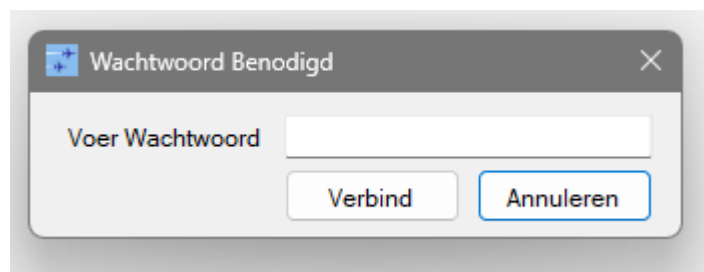 Wachtwoord Benodigd
Voer Wachtwoord
Verbind Annuleren